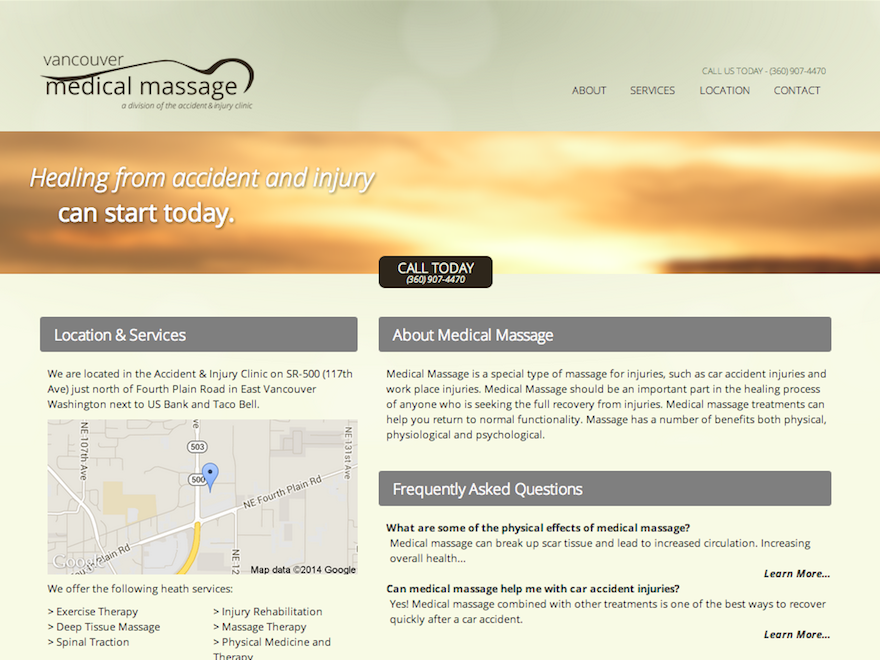 vancouver
medical massage
a division of the accident & injury clinic
CALL US TODAY - (360) 907-4470
ABOUT SERVICES LOCATION CONTACT
Healing from accident and injury
can start today.
CALL TODAY
(360) 907-4470
Location & Services
We are located in the Accident & Injury Clinic on SR-500 (117th
Ave) just north of Fourth Plain Road in East Vancouver
Washington next to US Bank and Taco Bell.
NE 107th Ave
ve
503
NE 131st Ave
500
NE Fourth Plain Rd
Plain Rd
NE 12
Google
Map data ©2014 Google
We offer the following heath services:
> Exercise Therapy
> Deep Tissue Massage
> Spinal Traction
> Injury Rehabilitation
> Massage Therapy
> Physical Medicine and
Therapy
About Medical Massage
Medical Massage is a special type of massage for injuries, such as car accident injuries and
work place injuries. Medical Massage should be an important part in the healing process
of anyone who is seeking the full recovery from injuries. Medical massage treatments can
help you return to normal functionality. Massage has a number of benefits both physical,
physiological and psychological.
Frequently Asked Questions
What are some of the physical effects of medical massage?
Medical massage can break up scar tissue and lead to increased circulation. Increasing
overall health...
Learn More...
Can medical massage help me with car accident injuries?
Yes! Medical massage combined with other treatments is one of the best ways to recover
quickly after a car accident.
Learn More...